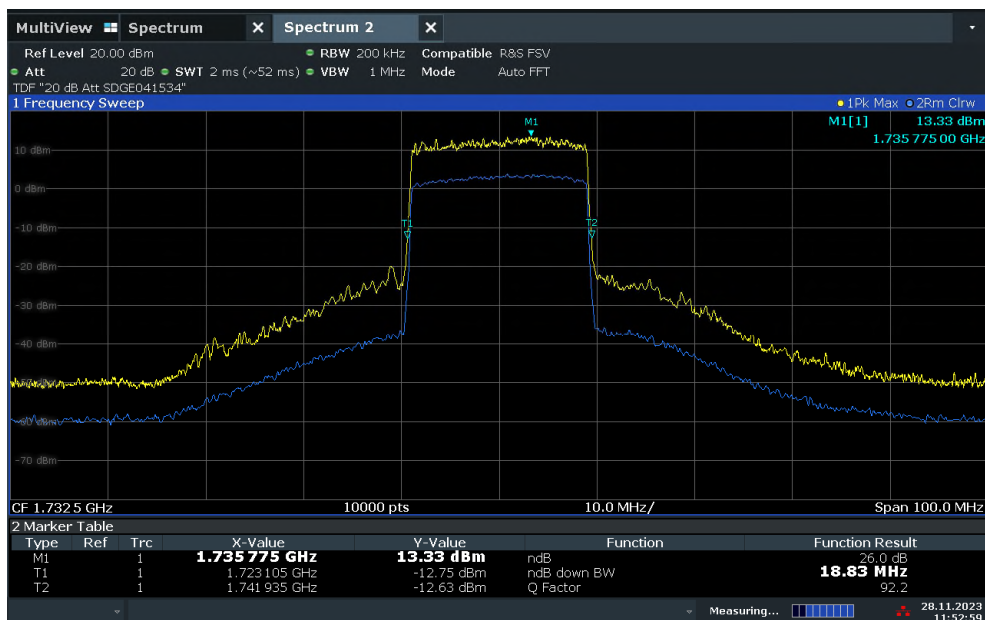 MultiView Spectrum X Spectrum 2 X
Ref Level 20.00 dBm RBW 200 kHz Compatible R&S FSV
Att 20 dB SWT 2 ms (~52 ms) VBW 1 MHz Mode Auto FFT
TDF "20 dB Att SDGE041534"
1 Frequency Sweep 1Pk Max 2Rm Clrw
M1 M1[1] 13.33 dBm
1.735 775 00 GHz
10 dBm
0 dBm
T1 T2
-10 dBm
-20 dBm
-30 dBm
-40 dBm
-60 dBm
-70 dBm
CF 1.732 5 GHz 10000 pts 10.0 MHz/ Span 100.0 MHz
2 Marker Table
Type Ref Trc X-Value Y-Value Function Function Result
M1 1 1.735 775 GHz 13.33 dBm ndB 26.0 dB
T1 1 1.723 105 GHz -12.75 dBm ndB down BW 18.83 MHz
T2 1 1.741 935 GHz -12.63 dBm Q Factor 92.2
Measuring... 28.11.2023
11:52:59